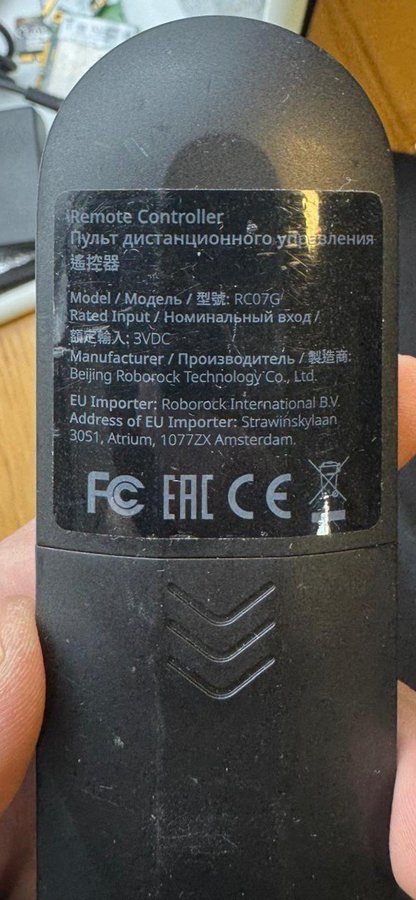 Remote Controller
Пульт дистанционного управления
遙控器
Model / Модель / 型號: RC07G
Rated Input / Номинальный вход /
額定輸入: 3VDC
Manufacturer / Производитель / 製造商:
Beijing Roborock Technology Co., Ltd.
EU Importer: Roborock International B.V.
Address of EU Importer: Strawinskylaan
3051, Atrium, 1077ZX Amsterdam.
FC EAC CE